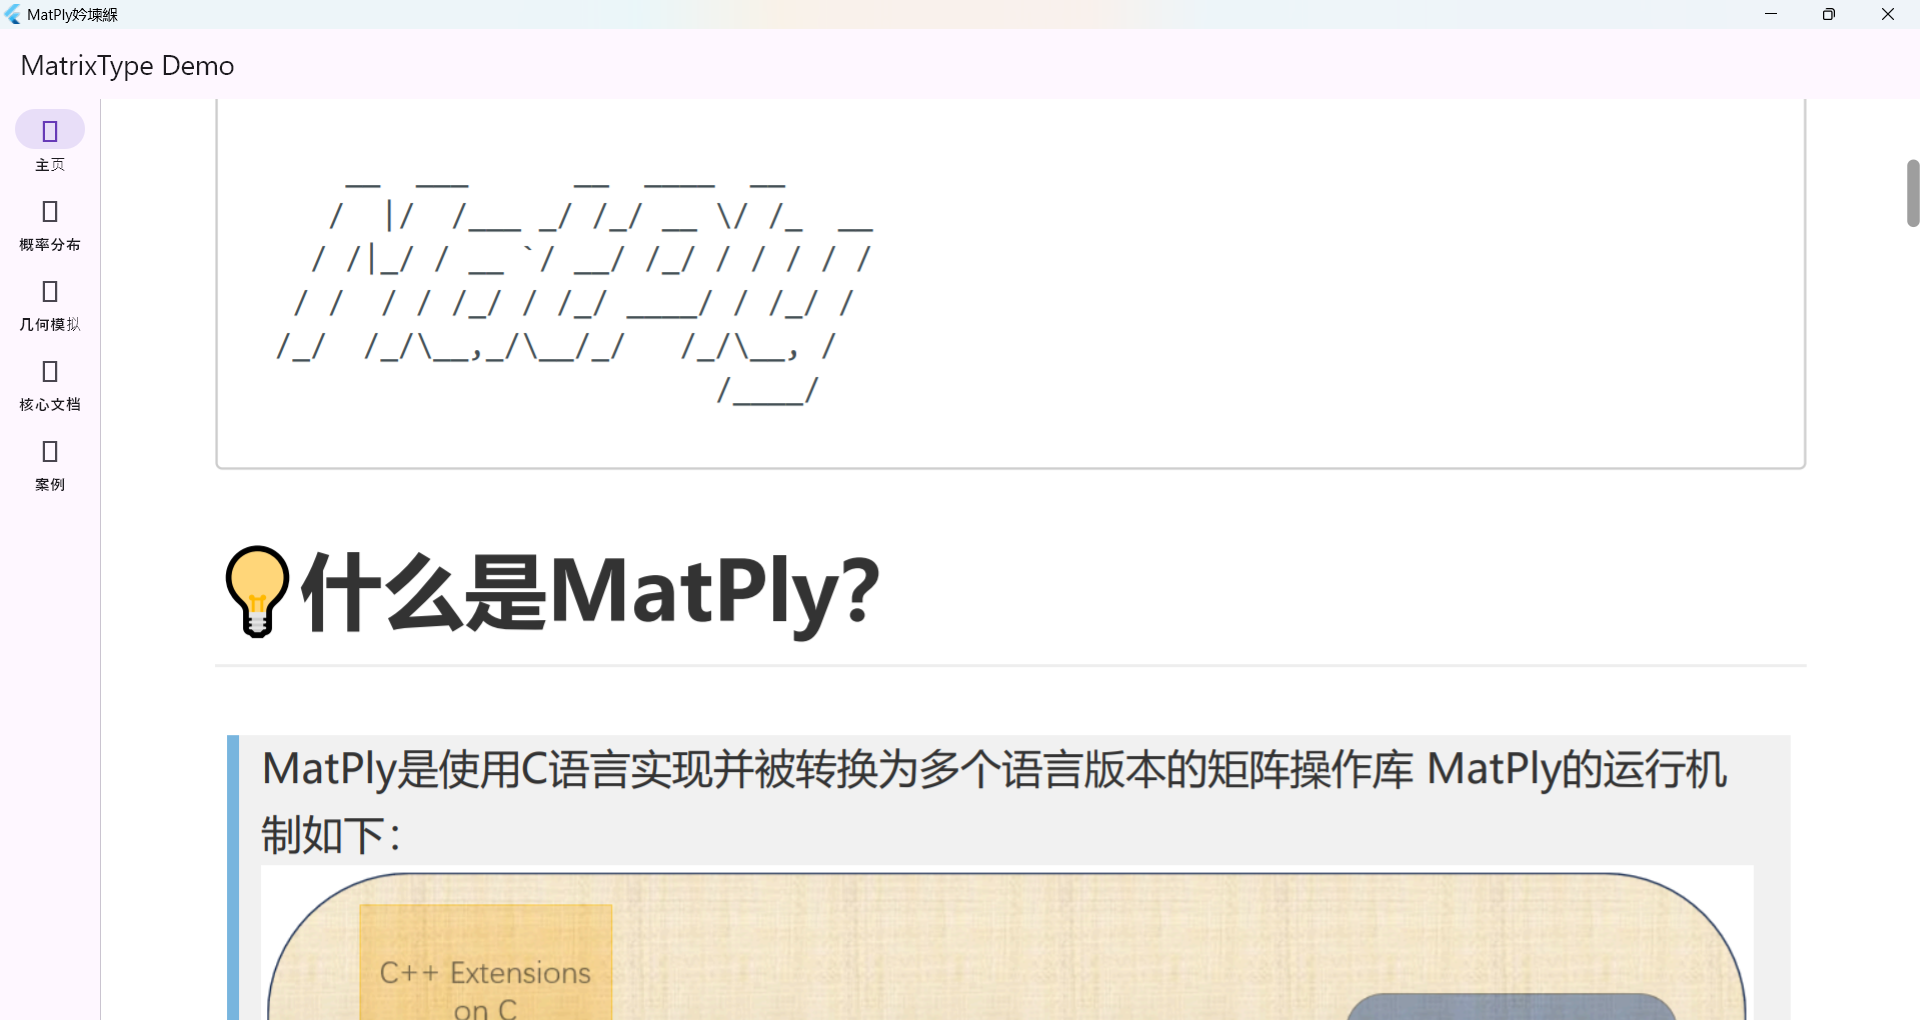 MatPly妗堜緥
MatrixType Demo
主页
概率分布
几何模拟
核心文档
案例
    __  ___      __  ____  __
   /  |/  /___ _/ /_/ __ \/ /_  __
  / /|_/ / __ `/ __/ /_/ / / / / /
 / /  / / /_/ / /_/ ____/ / /_/ /
/_/  /_/\__,_/\__/_/   /_/\__, /
                         /____/
💡什么是MatPly？
MatPly是使用C语言实现并被转换为多个语言版本的矩阵操作库 MatPly的运行机
制如下：
C++ Extensions
on C